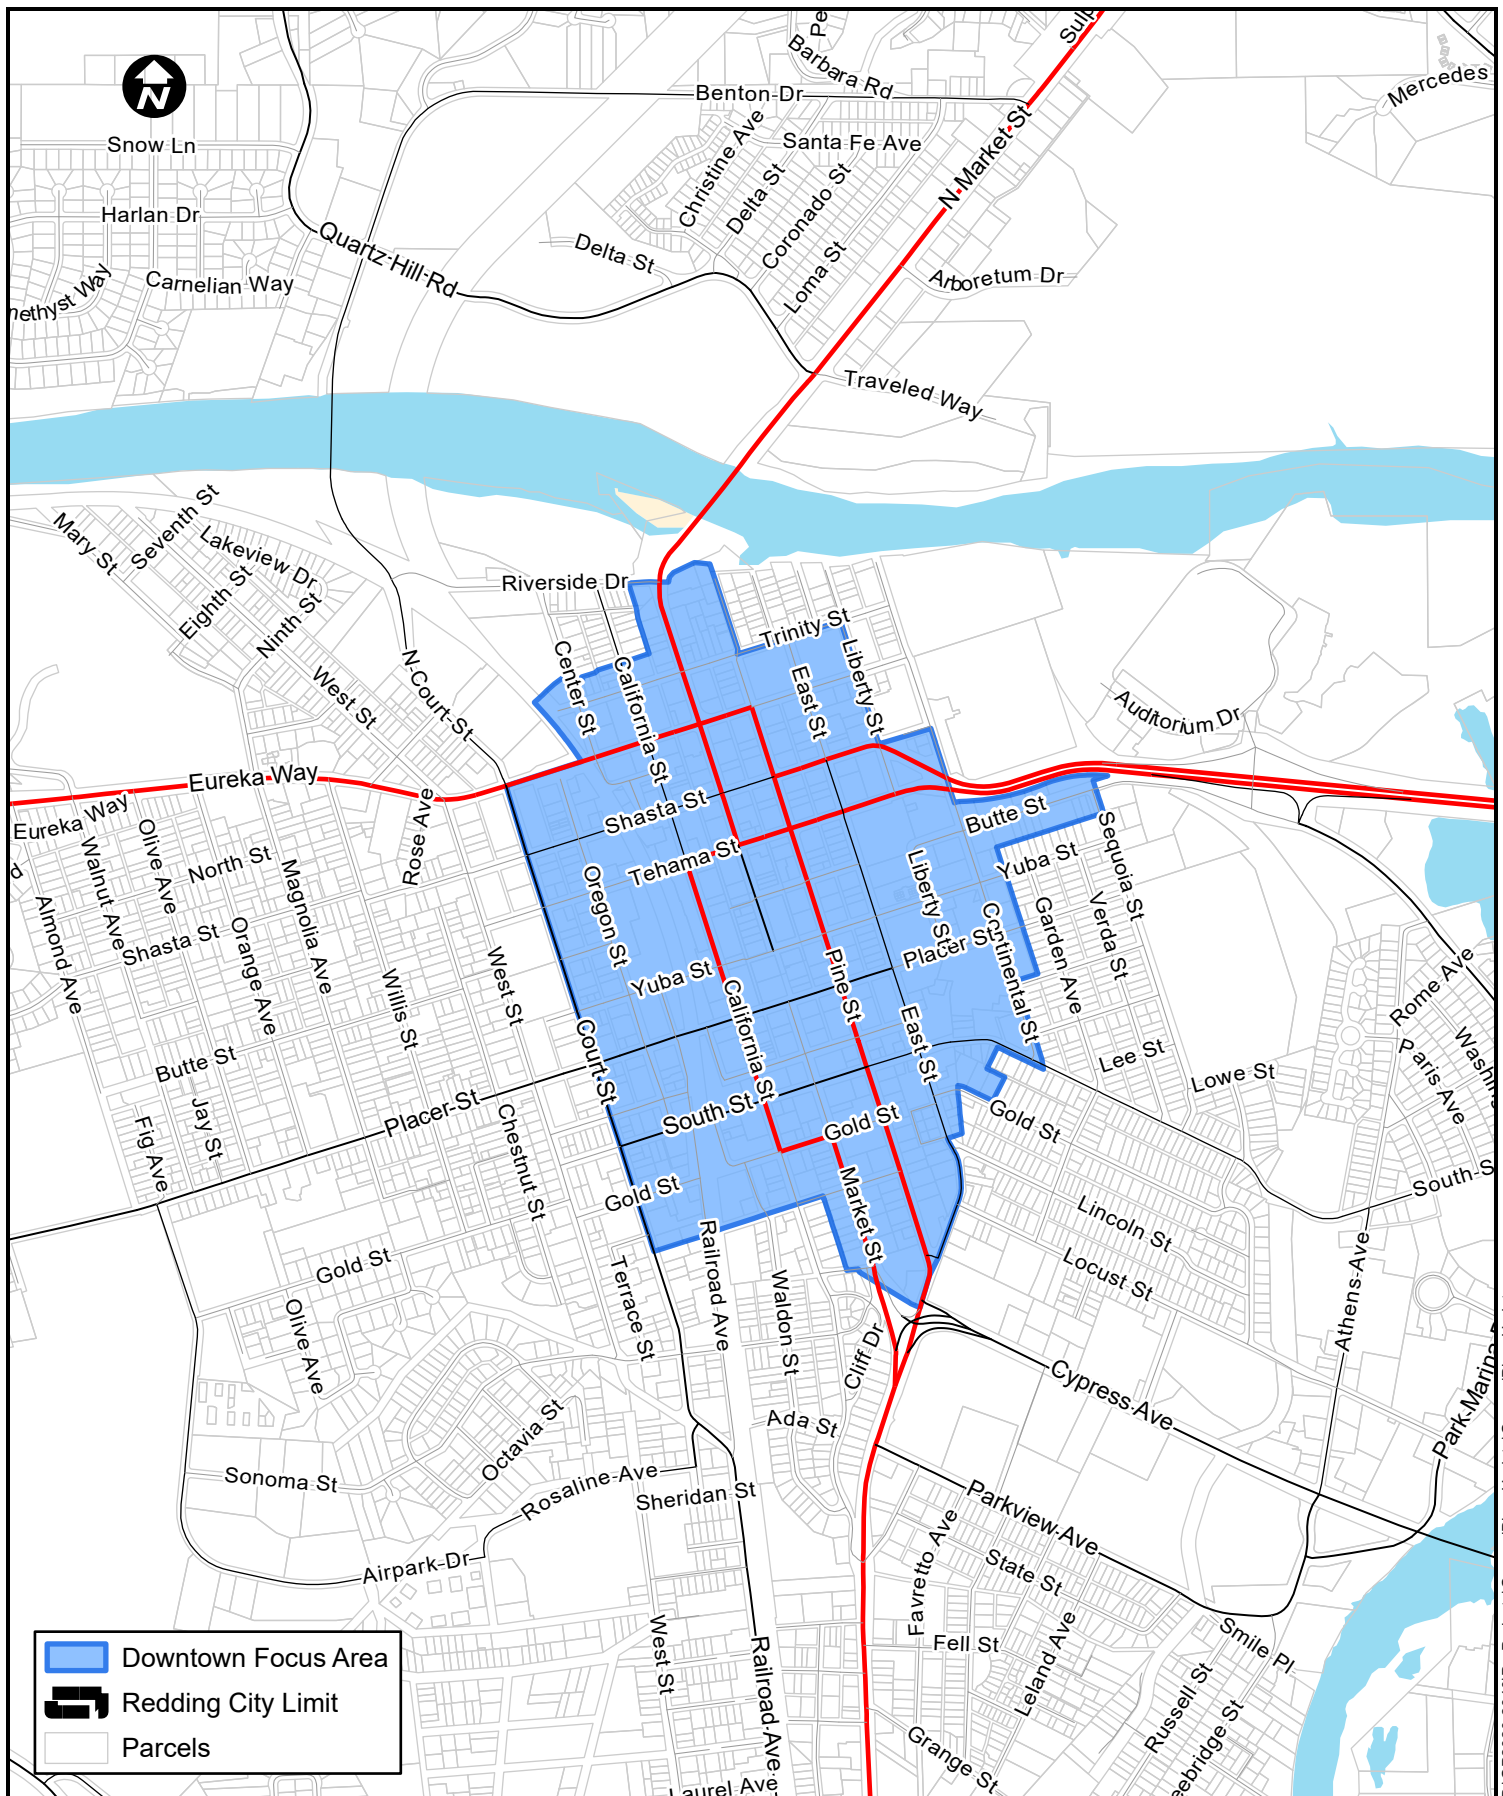 Barbara Rd
Benton Dr
Mercedes
N
Snow Ln
Christine Ave
Santa Fe Ave
N Market St
Delta St
Coronado St
Harlan Dr
Quartz Hill Rd
Delta St
Loma St
Arboretum Dr
Carnelian Way
Traveled Way
Mary St
Seventh St
Lakeview Dr
Eighth St
Ninth St
Riverside Dr
Trinity St
Center St
California St
Liberty St
East St
West St
N Court St
Auditorium Dr
Eureka Way
Eureka Way
Rose Ave
Shasta St
Butte St
Sequoia St
Walnut Ave
Olive Ave
North St
Tehama St
Yuba St
Magnolia Ave
Almond Ave
Oregon St
Liberty St
Continental St
Garden Ave
Verda St
Shasta St
Orange Ave
Placer St
West St
Willis St
Yuba St
Pine St
California St
Rome Ave
East St
Court St
Butte St
Lee St
Lowe St
Paris Ave
Jay St
Fig Ave
Placer St
Chestnut St
South St
Gold St
Gold St
South S
Gold St
Market St
Lincoln St
Locust St
Gold St
Railroad Ave
Terrace St
Waldon St
Athens Ave
Olive Ave
Cliff Dr
Cypress Ave
Park Marina
Ada St
Octavia St
Sonoma St
Rosaline Ave
Sheridan St
Parkview Ave
Favretto Ave
State St
Airpark Dr
West St
Fell St
Leland Ave
Smile Pl
Russell St
Railroad Ave
Grange St
Laurel Ave
Downtown Focus Area
Redding City Limit
Parcels